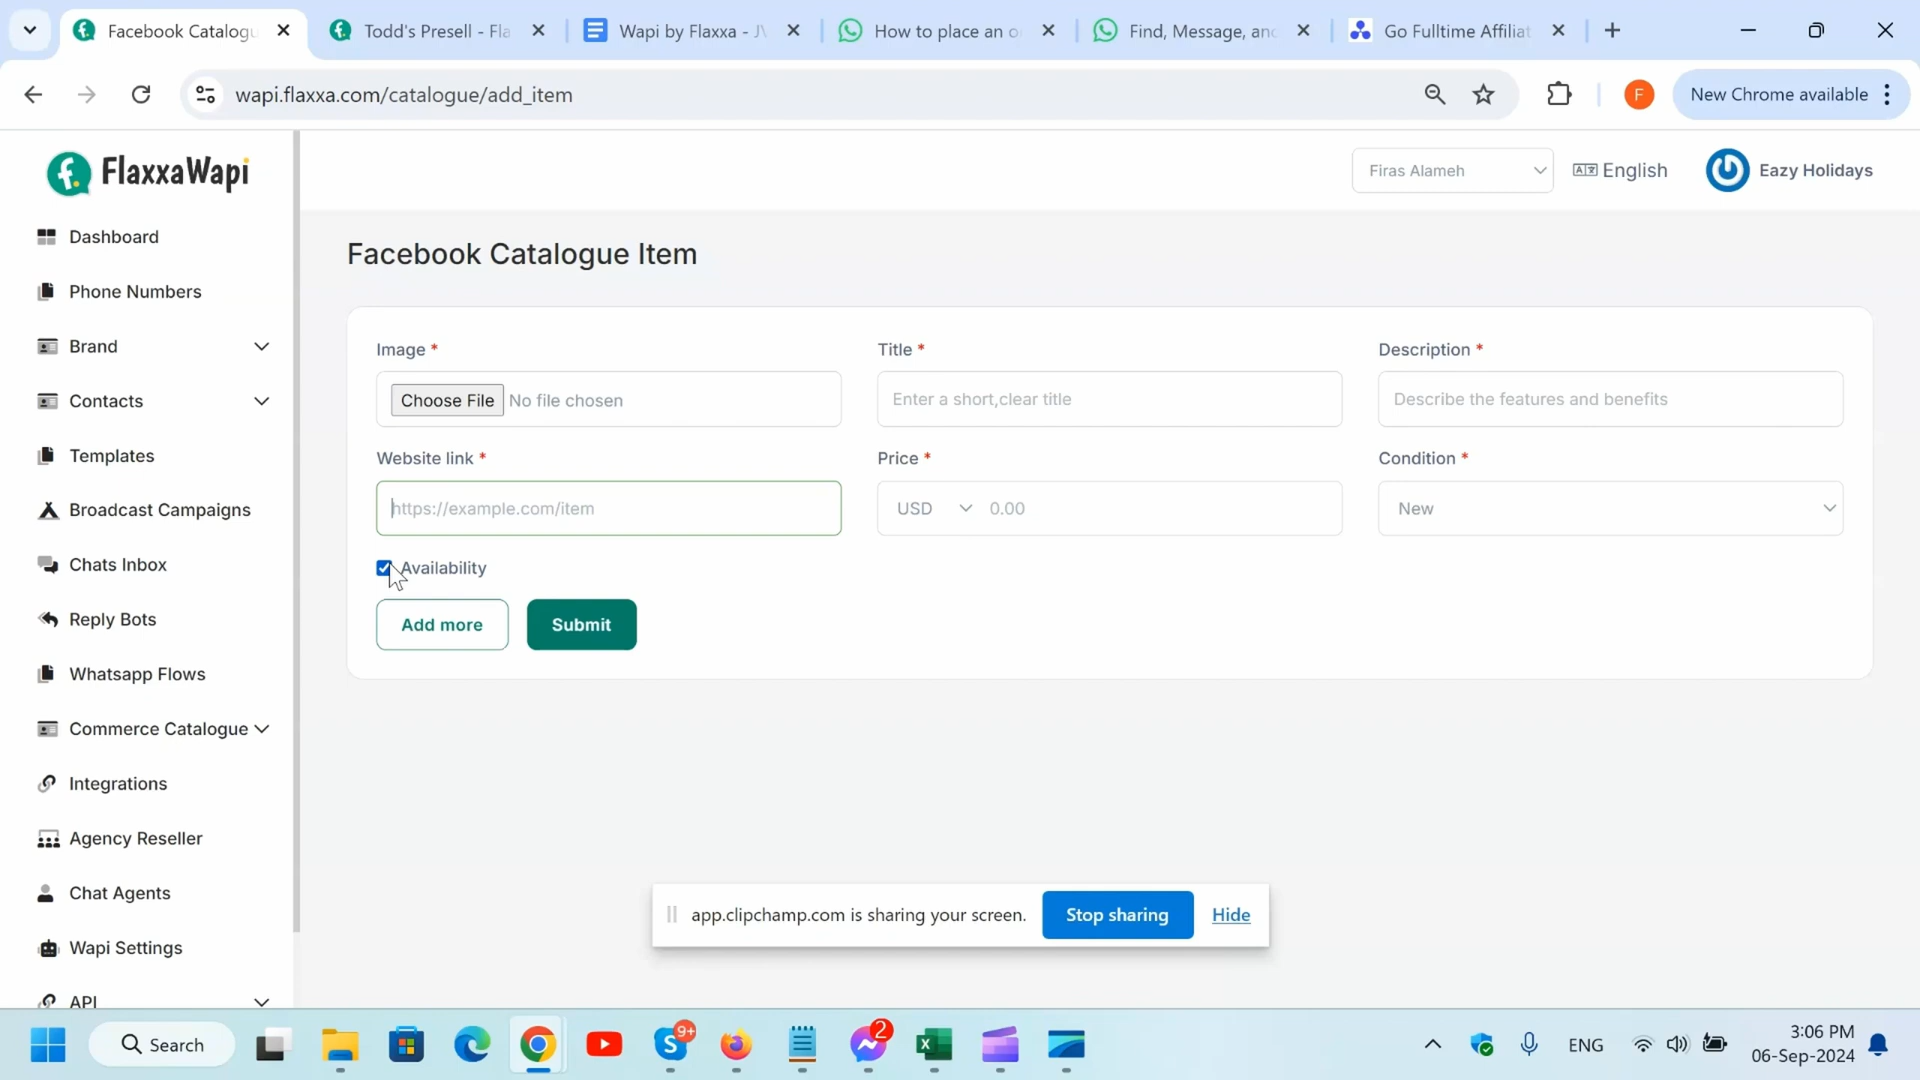 Facebook Catalogu
Todd's Presell - Fla
Wapi by Flaxxa - JV
How to place an o
Find, Message, anc
Go Fulltime Affiliat
wapi.flaxxa.com/catalogue/add_item
F
New Chrome available
f.
FlaxxaWapi
Firas Alameh
English
Eazy Holidays
Dashboard
Phone Numbers
Brand
Contacts
Templates
Broadcast Campaigns
Chats Inbox
Reply Bots
Whatsapp Flows
Commerce Catalogue
Integrations
Agency Reseller
Chat Agents
Wapi Settings
API
Facebook Catalogue Item
Image *
Title *
Description *
Choose File No file chosen
Enter a short,clear title
Describe the features and benefits
Website link *
Price *
Condition *
https://example.com/item
USD
0.00
New
Availability
Add more
Submit
app.clipchamp.com is sharing your screen.
Stop sharing
Hide
Search
9+
2
ENG
3:06 PM
06-Sep-2024